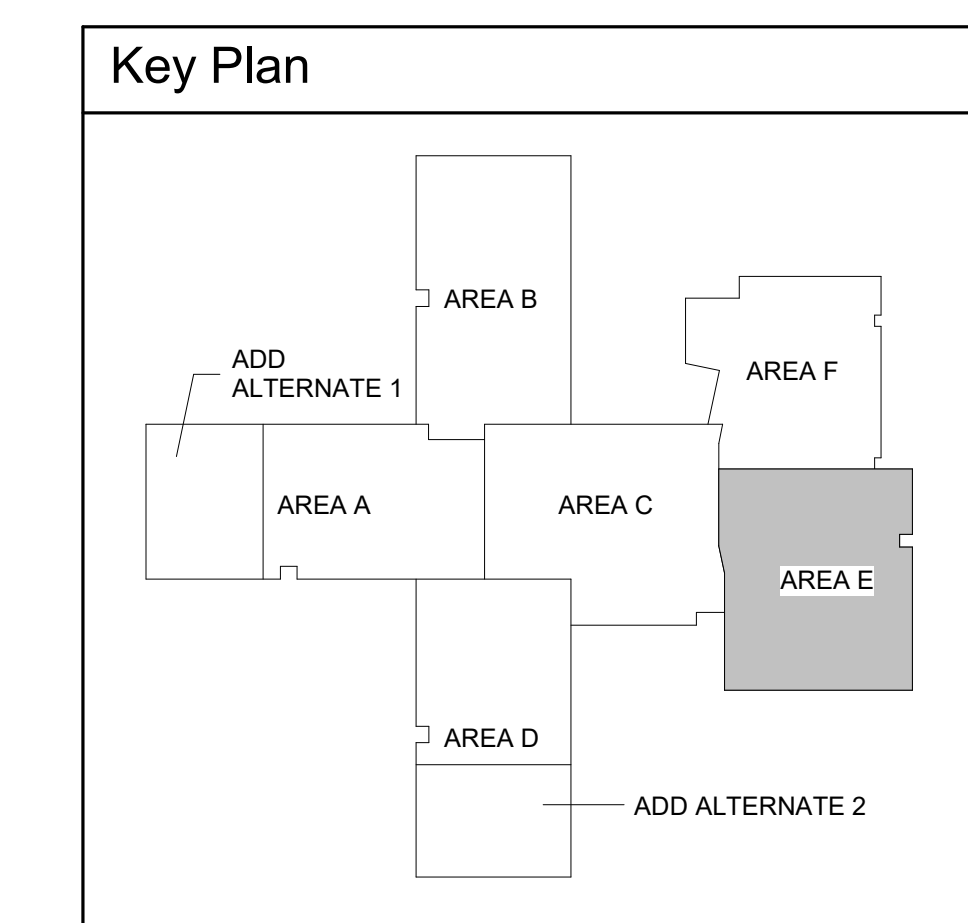 Key Plan
AREA B
ADD
ALTERNATE 1
AREA F
AREA A
AREA C
AREA E
AREA D
ADD ALTERNATE 2